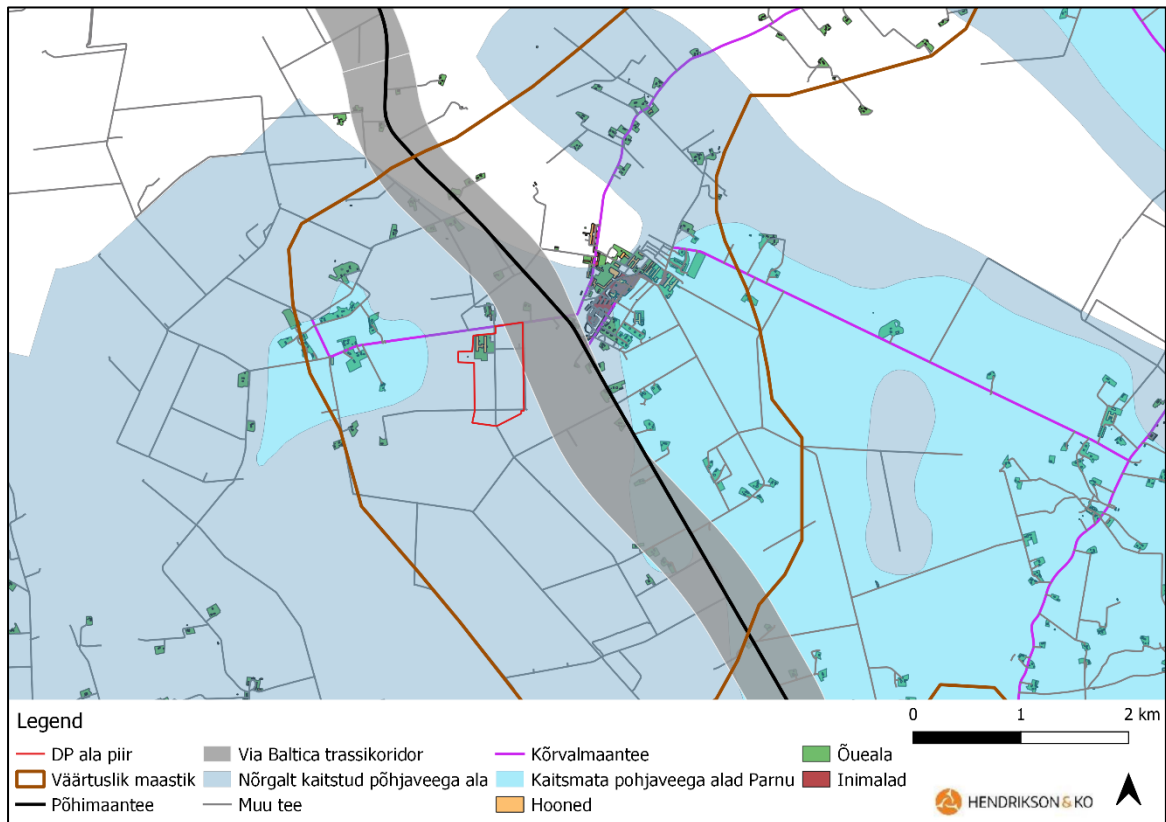 Legend
0 1 2 km
DP ala piir
Via Baltica trassikoridor
Kõrvalmaantee
Õueala
Väärtuslik maastik
Nõrgalt kaitstud põhjaveega ala
Kaitsmata pohjaveega alad Parnu
Inimalad
Põhimaantee
Muu tee
Hooned
HENDRIKSON & KO